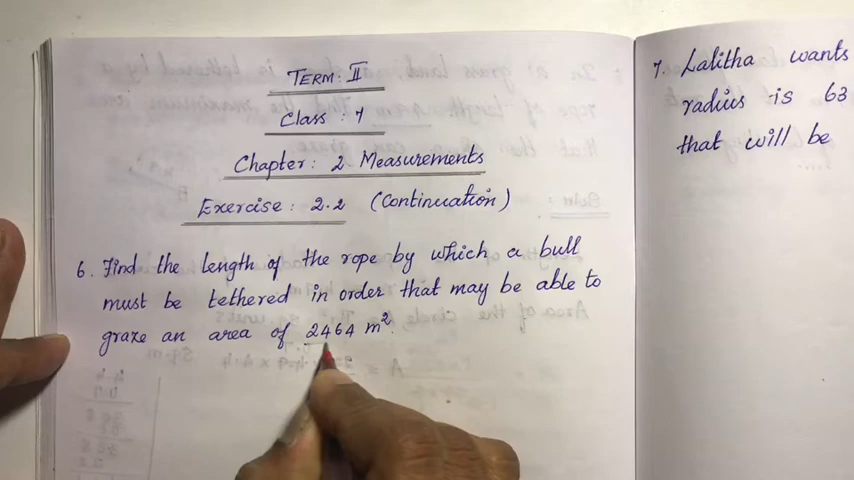 TERM: II
Class: 7
Chapter: 2 Measurements
Exercise: 2.2 (Continuation)
6. Find the length of the rope by which a bull
must be tethered in order that may be able to
graze an area of 2464 m².
7. Lalitha wants
radius is 63
that will be